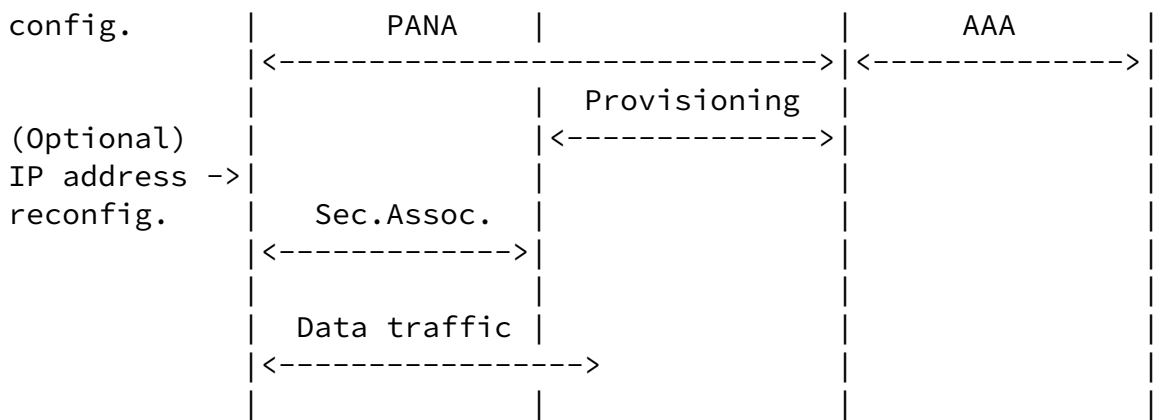 config.      |       PANA    |                |      AAA       |
             |<------------------------------>|<-------------->|
             |               |  Provisioning  |                |
(Optional)   |               |<-------------->|                |
IP address ->|               |                |                |
reconfig.    |   Sec.Assoc.  |                |                |
             |<------------->|                |                |
             |               |                |                |
             |  Data traffic |                |                |
             |<----------------->             |                |
             |               |                |                |